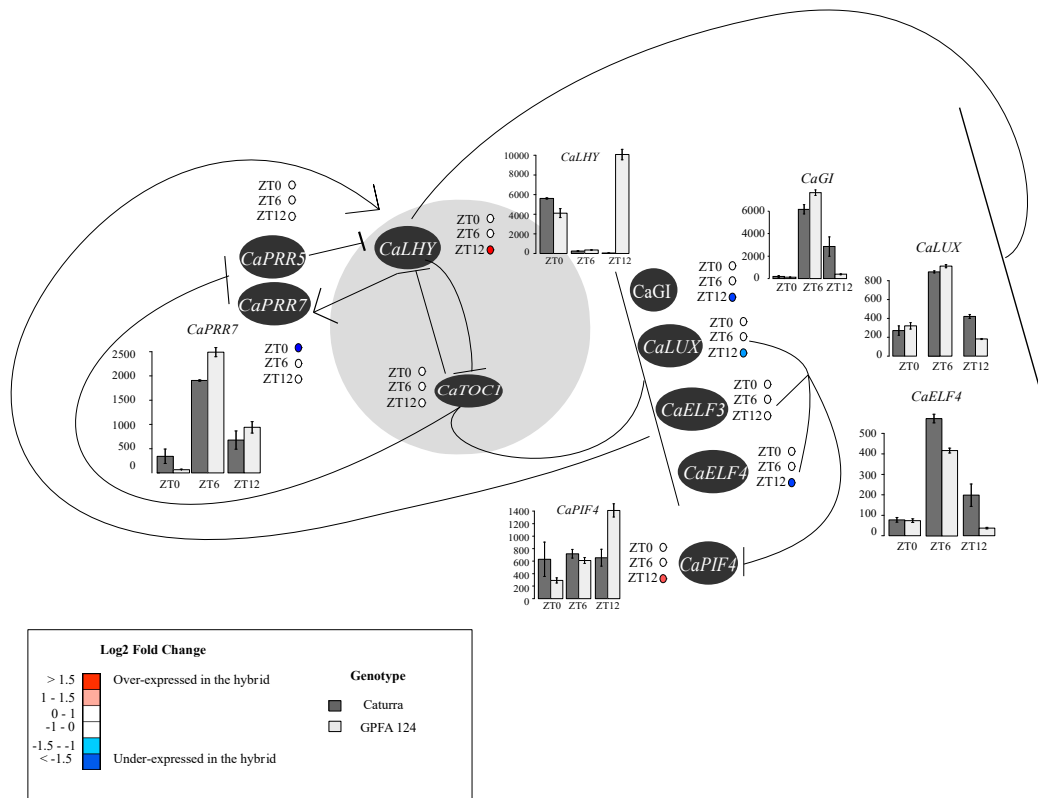 CaLHY
10000
8000
6000
4000
2000
0
ZT0 ZT6 ZT12
ZT0
ZT6
ZT12
CaPRR5
CaPRR7
CaLHY
ZT0
ZT6
ZT12
CaGI
6000
4000
2000
0
ZT0 ZT6 ZT12
CaGI
ZT0
ZT6
ZT12
CaLUX
ZT0
ZT6
ZT12
CaLUX
800
600
400
200
0
ZT0 ZT6 ZT12
CaPRR7
2500
2000
1500
1000
500
0
ZT0 ZT6 ZT12
ZT0
ZT6
ZT12
ZT0
ZT6
ZT12
CaTOC1
CaELF3
ZT0
ZT6
ZT12
CaELF4
ZT0
ZT6
ZT12
CaELF4
500
400
300
200
100
0
ZT0 ZT6 ZT12
CaPIF4
1400
1200
1000
800
600
400
200
0
ZT0 ZT6 ZT12
ZT0
ZT6
ZT12
CaPIF4
Log2 Fold Change
> 1.5 Over-expressed in the hybrid
1 - 1.5
0 - 1
-1 - 0
-1.5 - -1
< -1.5 Under-expressed in the hybrid
Genotype
Caturra
GPFA 124